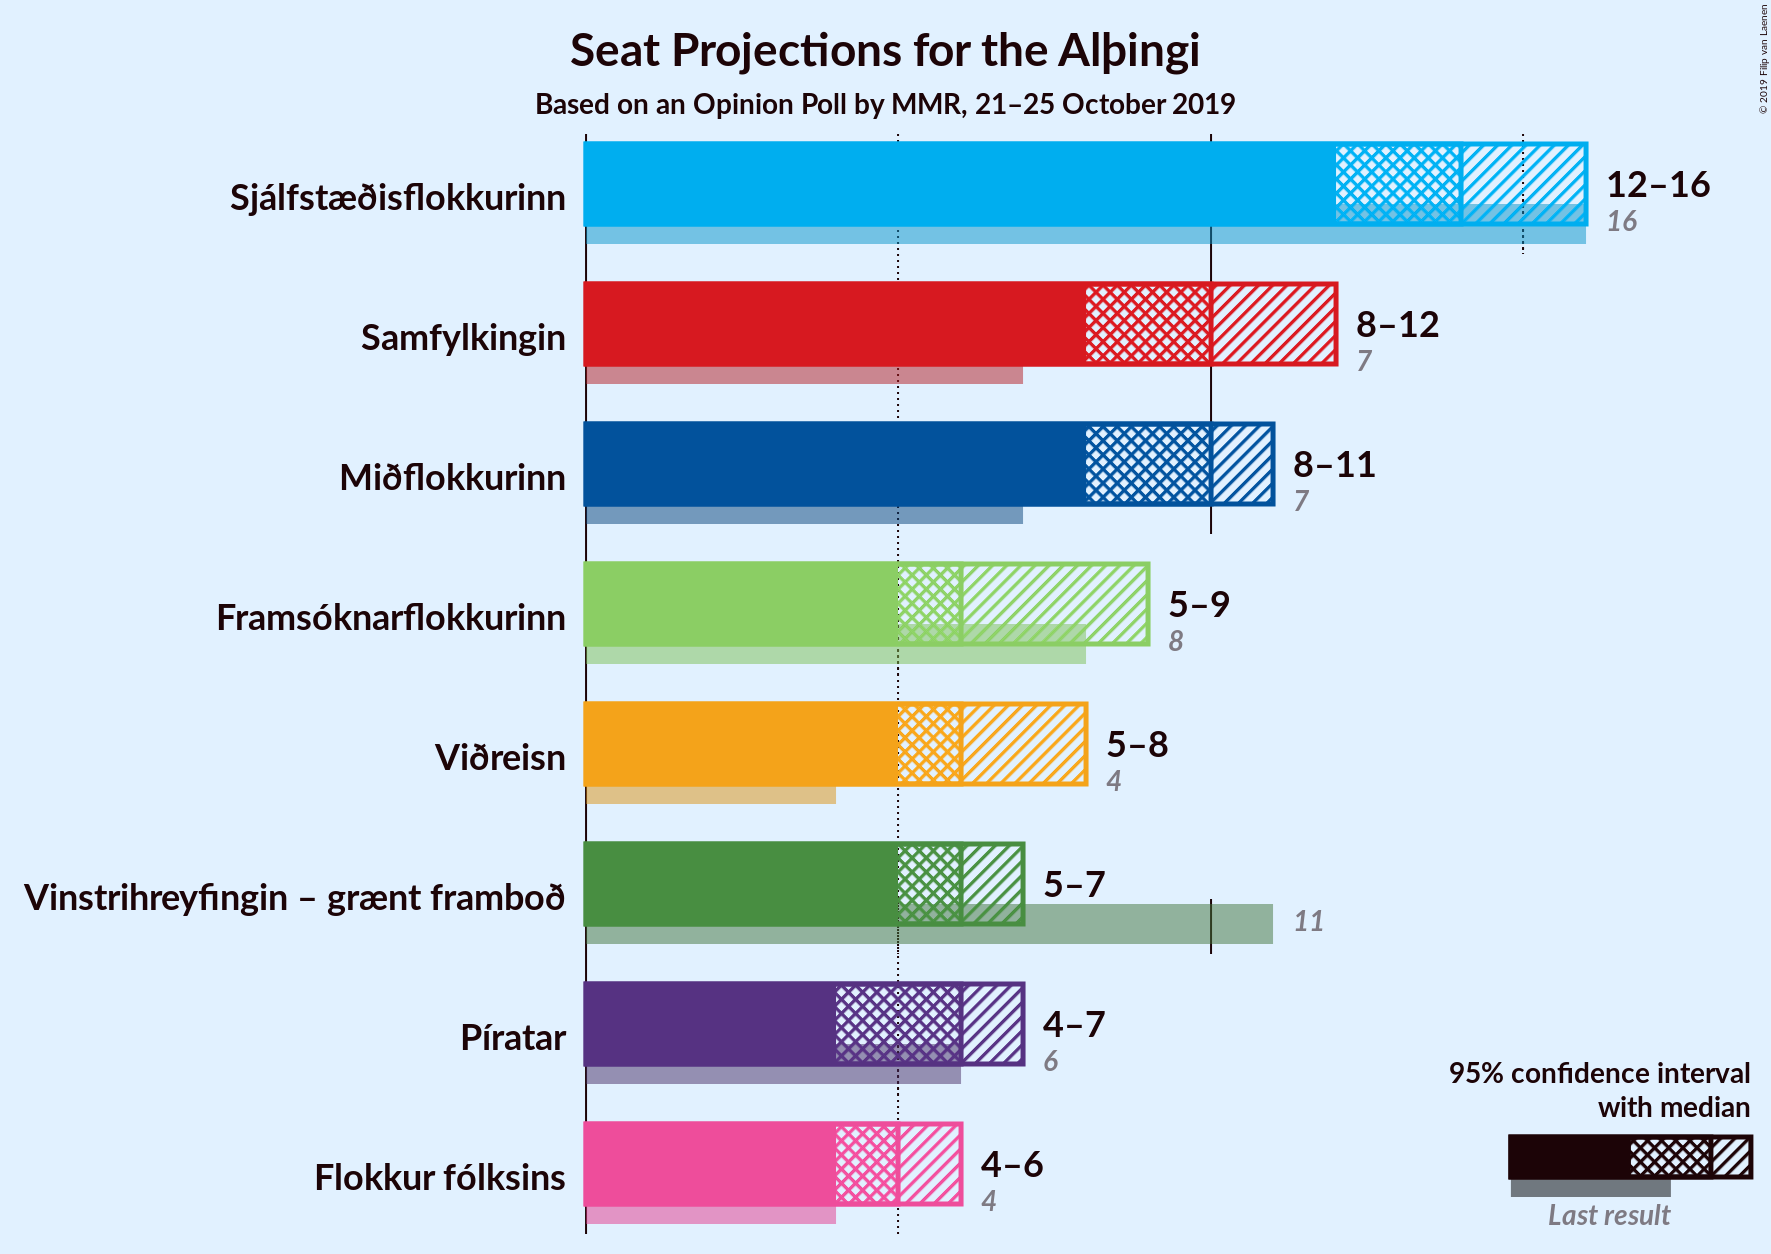 Seat Projections for the Alþingi
Based on an Opinion Poll by MMR, 21–25 October 2019
© 2019 Filip van Laenen
Sjálfstæðisflokkurinn
12–16
16
Samfylkingin
8–12
7
Miðflokkurinn
8–11
7
Framsóknarflokkurinn
5–9
8
Viðreisn
5–8
4
Vinstrihreyfingin – grænt framboð
5–7
11
Píratar
4–7
6
Flokkur fólksins
4–6
4
95% confidence interval
with median
Last result